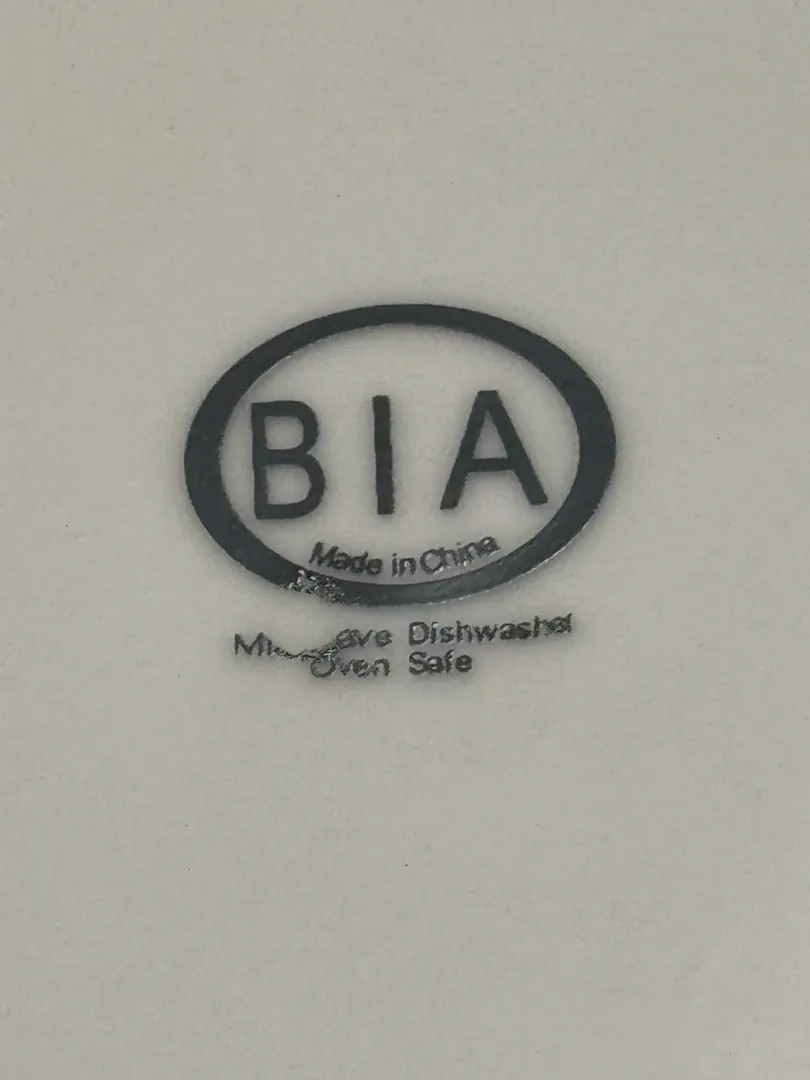 BIA
Made in China
Dishwasher
Oven Safe